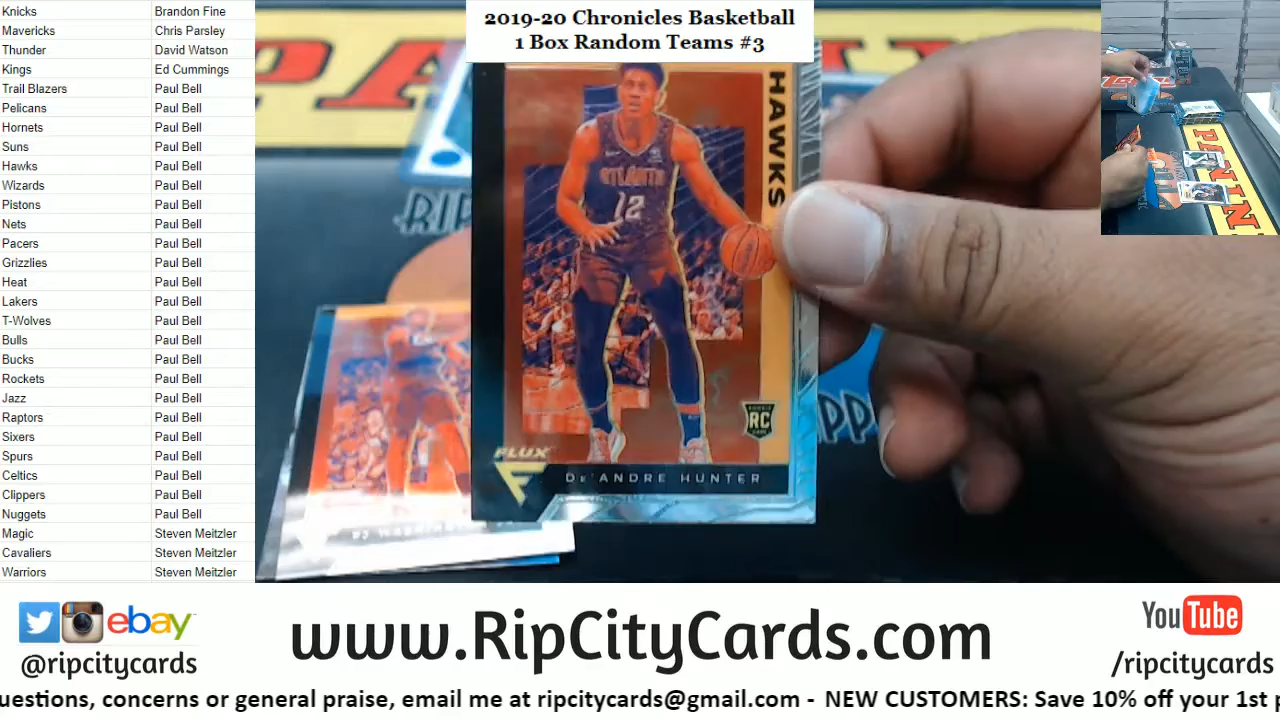 Knicks Brandon Fine
Mavericks Chris Parsley
Thunder David Watson
Kings Ed Cummings
Trail Blazers Paul Bell
Pelicans Paul Bell
Hornets Paul Bell
Suns Paul Bell
Hawks Paul Bell
Wizards Paul Bell
Pistons Paul Bell
Nets Paul Bell
Pacers Paul Bell
Grizzlies Paul Bell
Heat Paul Bell
Lakers Paul Bell
T-Wolves Paul Bell
Bulls Paul Bell
Bucks Paul Bell
Rockets Paul Bell
Jazz Paul Bell
Raptors Paul Bell
Sixers Paul Bell
Spurs Paul Bell
Celtics Paul Bell
Clippers Paul Bell
Nuggets Paul Bell
Magic Steven Meitzler
Cavaliers Steven Meitzler
Warriors Steven Meitzler
2019-20 Chronicles Basketball
1 Box Random Teams #3
HAWKS
ATLANTA
12
RC
FLUX
DE'ANDRE HUNTER
RIP
PANINI
ebay
@ripcitycards
www.RipCityCards.com
YouTube
/ripcitycards
uestions, concerns or general praise, email me at ripcitycards@gmail.com - NEW CUSTOMERS: Save 10% off your 1st p